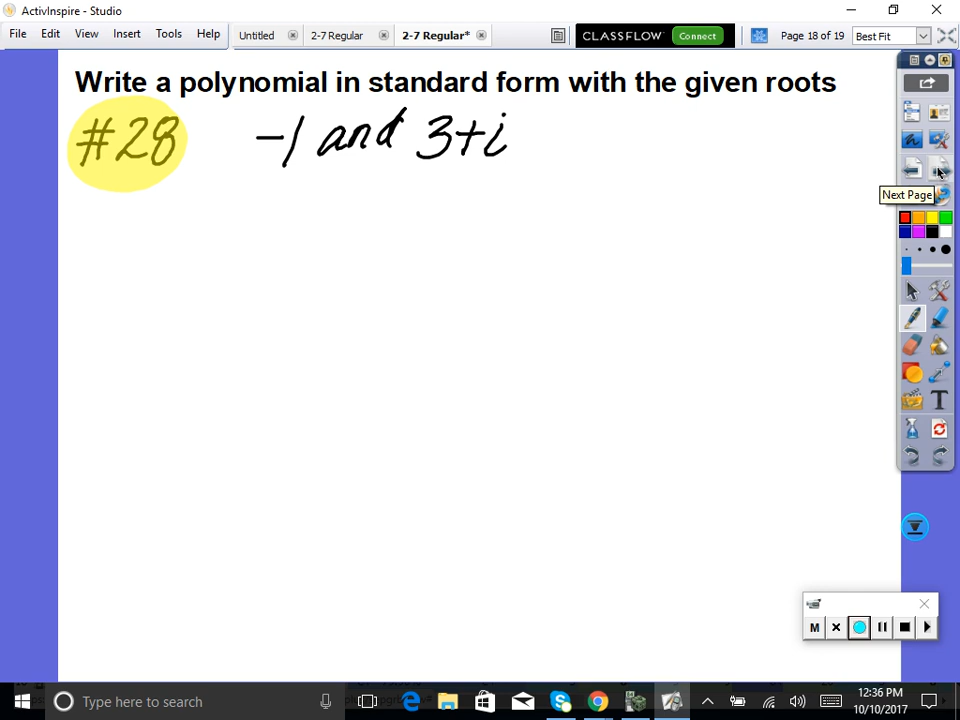 ActivInspire - Studio
File Edit View Insert Tools Help Untitled 2-7 Regular 2-7 Regular* CLASSFLOW Connect Page 18 of 19 Best Fit
Write a polynomial in standard form with the given roots
#28 -1 and 3+i
Next Page
T
M
Type here to search
12:36 PM
10/10/2017